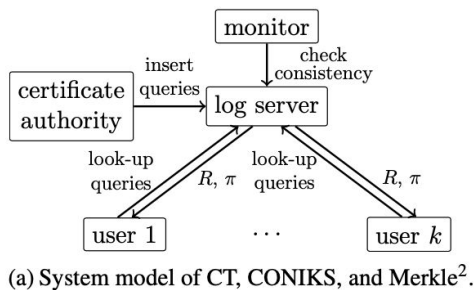 monitor
check
consistency
insert
queries
certificate
authority
log server
look-up
queries
R, π
look-up
queries
R, π
user 1
...
user k
(a) System model of CT, CONIKS, and Merkle².